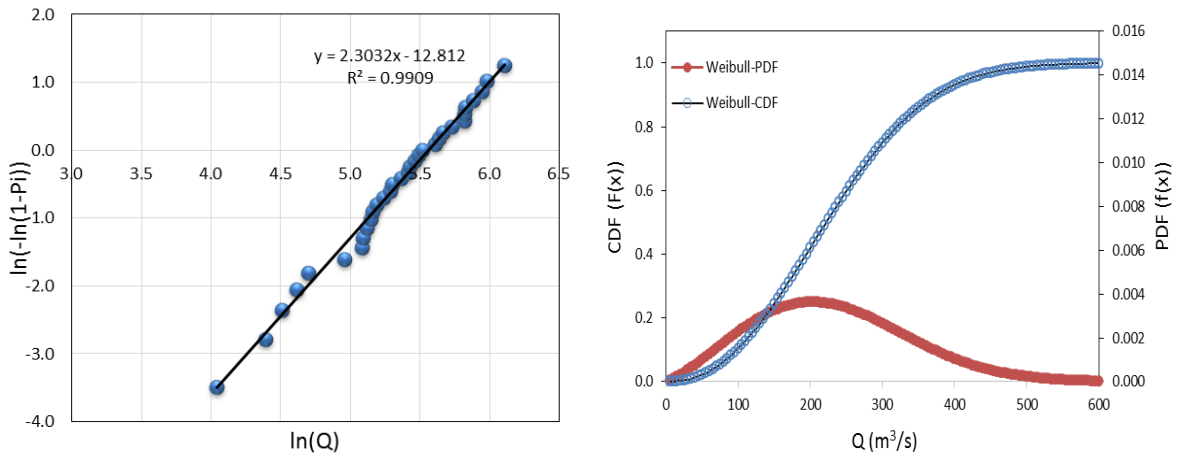 2.0
1.0
0.0
-1.0
-2.0
-3.0
-4.0
ln(-ln(1-Pi))
y = 2.3032x - 12.812
R² = 0.9909
3.0 3.5 4.0 4.5 5.0 5.5 6.0 6.5
ln(Q)
1.0
0.8
0.6
0.4
0.2
0.0
CDF (F(x))
Weibull-PDF
Weibull-CDF
0.016
0.014
0.012
0.010
0.008
0.006
0.004
0.002
0.000
PDF (f(x))
0 100 200 300 400 500 600
Q (m³/s)